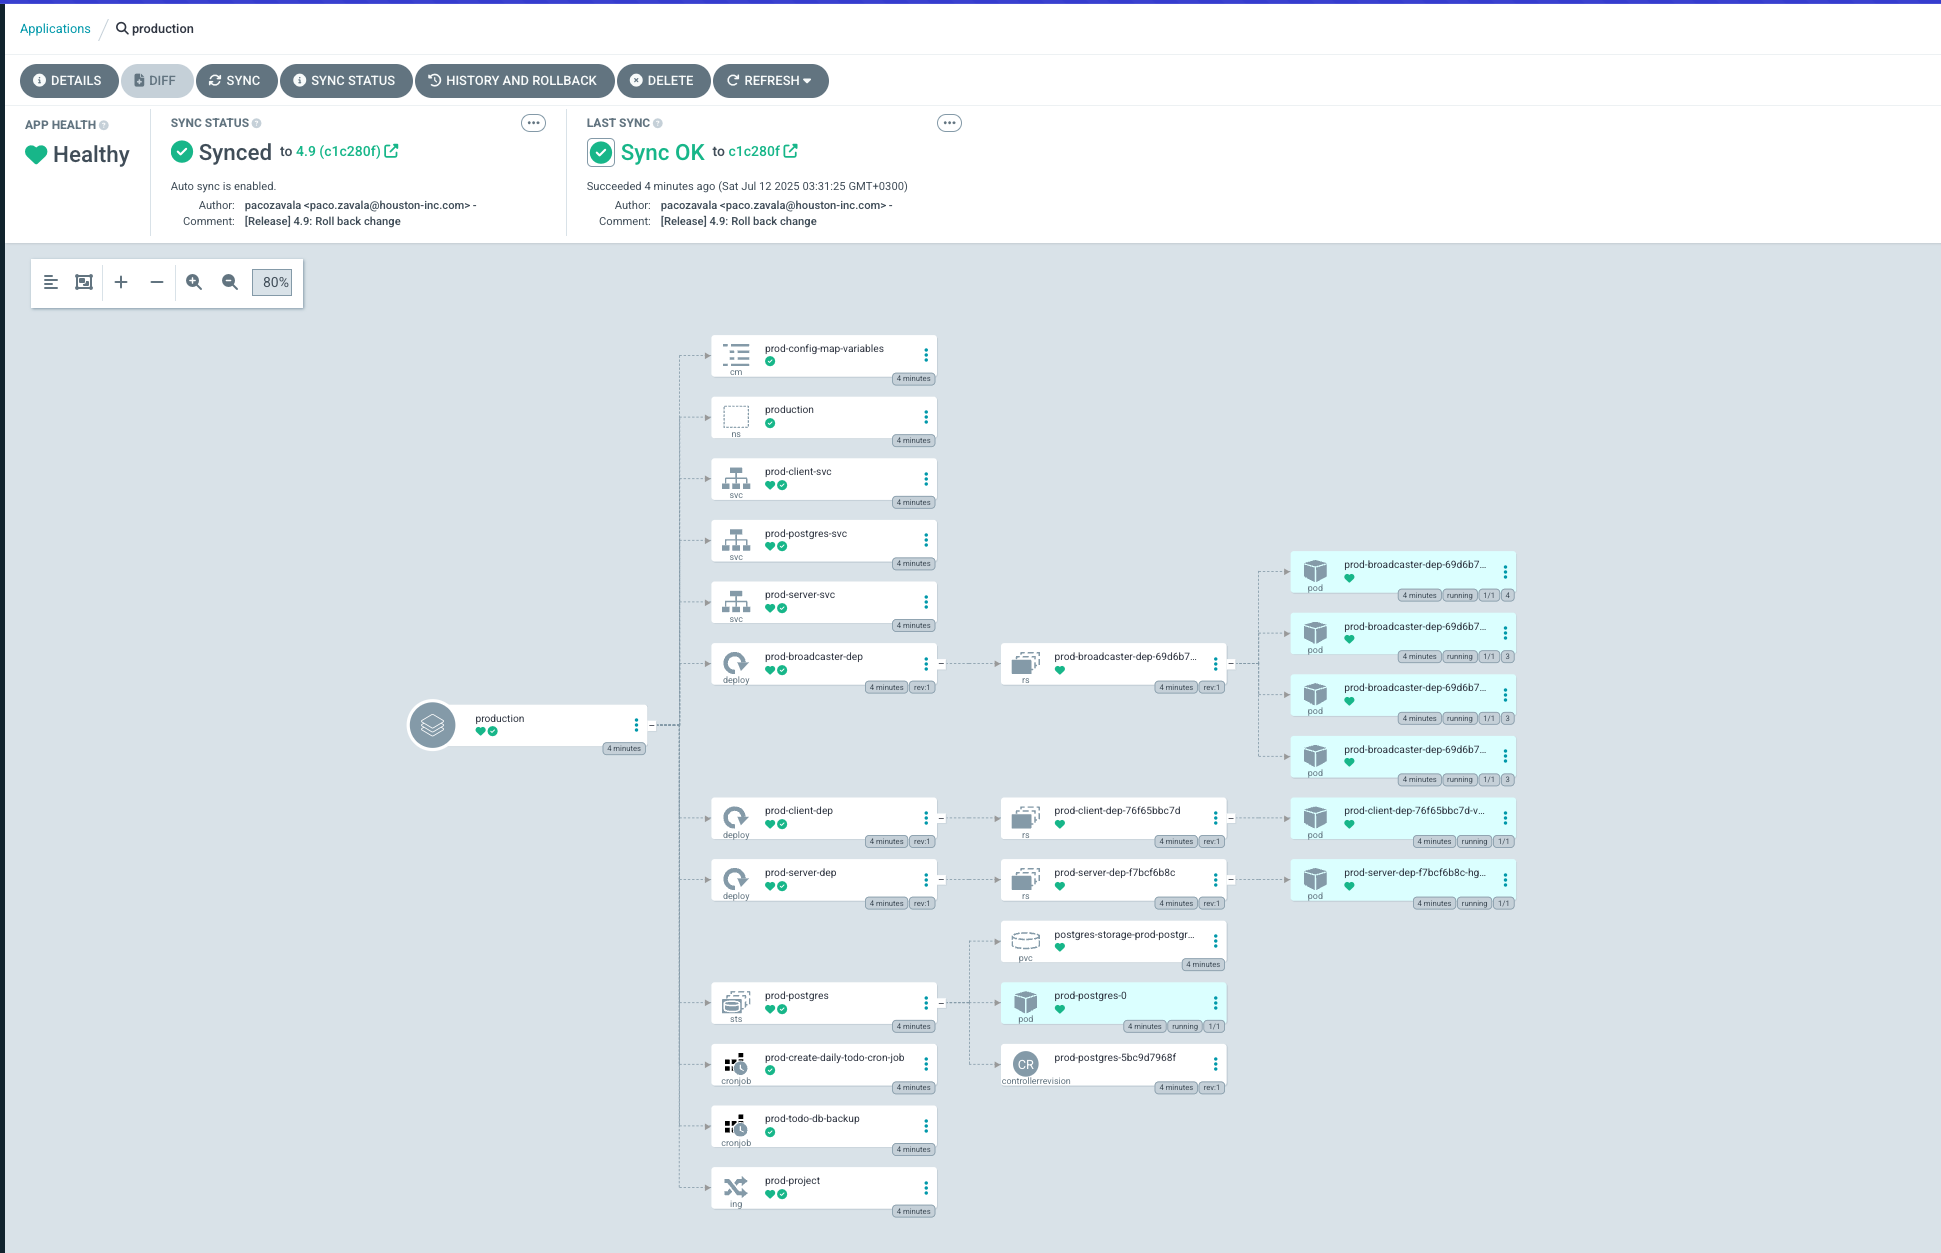 Applications / production
DETAILS DIFF SYNC SYNC STATUS HISTORY AND ROLLBACK DELETE REFRESH
APP HEALTH
Healthy
SYNC STATUS
Synced to 4.9 (c1c280f)
Auto sync is enabled.
Author: pacozavala <paco.zavala@houston-inc.com> -
Comment: [Release] 4.9: Roll back change
LAST SYNC
Sync OK to c1c280f
Succeeded 4 minutes ago (Sat Jul 12 2025 03:31:25 GMT+0300)
Author: pacozavala <paco.zavala@houston-inc.com> -
Comment: [Release] 4.9: Roll back change
80%
production
4 minutes
prod-config-map-variables
cm
4 minutes
production
ns
4 minutes
prod-client-svc
svc
4 minutes
prod-postgres-svc
svc
4 minutes
prod-server-svc
svc
4 minutes
prod-broadcaster-dep
deploy
4 minutes rev:1
prod-broadcaster-dep-69d6b7...
rs
4 minutes rev:1
prod-broadcaster-dep-69d6b7...
pod
4 minutes running 1/1 4
prod-broadcaster-dep-69d6b7...
pod
4 minutes running 1/1 3
prod-broadcaster-dep-69d6b7...
pod
4 minutes running 1/1 3
prod-broadcaster-dep-69d6b7...
pod
4 minutes running 1/1 3
prod-client-dep
deploy
4 minutes rev:1
prod-client-dep-76f65bbc7d
rs
4 minutes rev:1
prod-client-dep-76f65bbc7d-v...
pod
4 minutes running 1/1
prod-server-dep
deploy
4 minutes rev:1
prod-server-dep-f7bcf6b8c
rs
4 minutes rev:1
prod-server-dep-f7bcf6b8c-hg...
pod
4 minutes running 1/1
prod-postgres
sts
4 minutes
postgres-storage-prod-postgr...
pvc
4 minutes
prod-postgres-0
pod
4 minutes running 1/1
CR
prod-postgres-5bc9d7968f
controllerrevision
4 minutes rev:1
prod-create-daily-todo-cron-job
cronjob
4 minutes
prod-todo-db-backup
cronjob
4 minutes
prod-project
ing
4 minutes